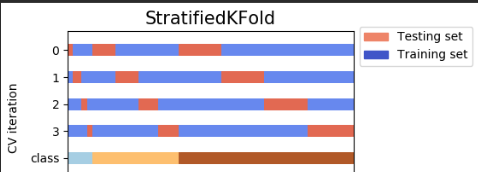 StratifiedKFold
Testing set
Training set
0
1
2
3
class
CV iteration